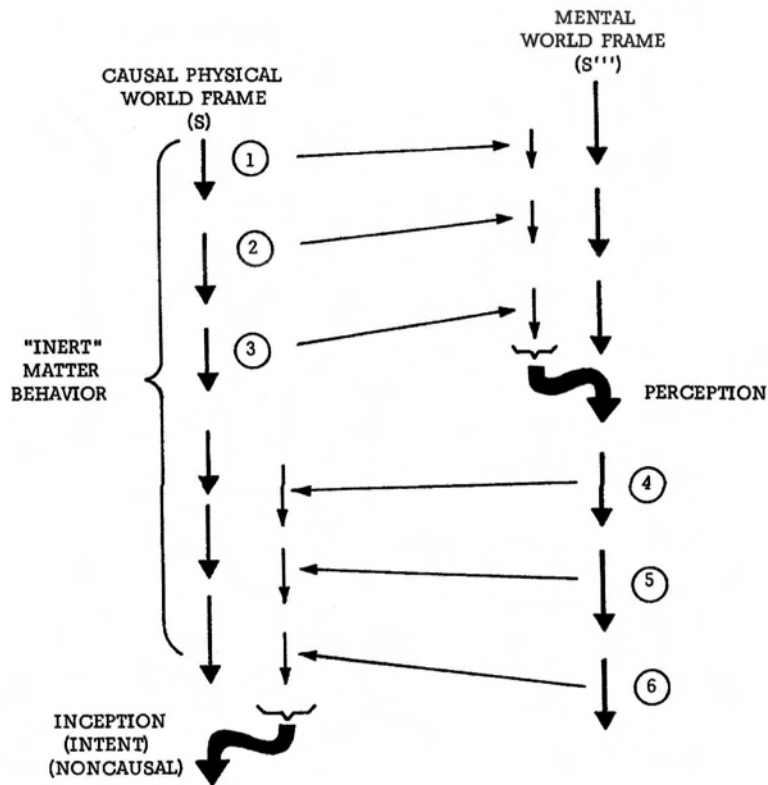 MENTAL
WORLD FRAME
(S''')
CAUSAL PHYSICAL
WORLD FRAME
(S)
1
2
3
"INERT"
MATTER
BEHAVIOR
PERCEPTION
4
5
6
INCEPTION
(INTENT)
(NONCAUSAL)